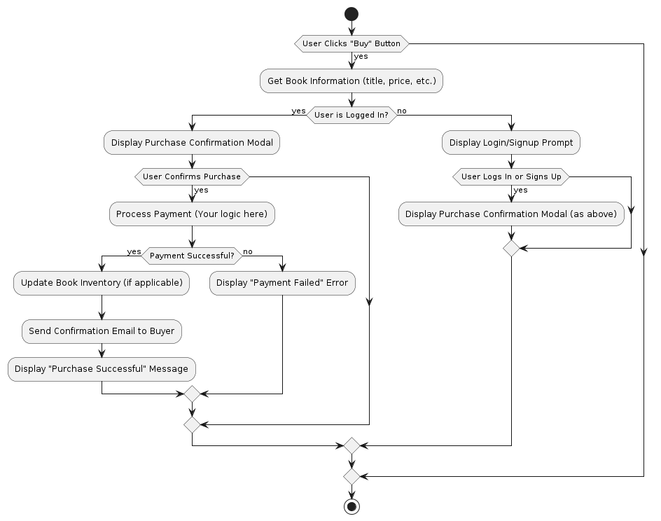 User Clicks "Buy" Button
yes
Get Book Information (title, price, etc.)
yes
User is Logged In?
no
Display Purchase Confirmation Modal
Display Login/Signup Prompt
User Confirms Purchase
User Logs In or Signs Up
yes
yes
Process Payment (Your logic here)
Display Purchase Confirmation Modal (as above)
yes
Payment Successful?
no
Update Book Inventory (if applicable)
Display "Payment Failed" Error
Send Confirmation Email to Buyer
Display "Purchase Successful" Message